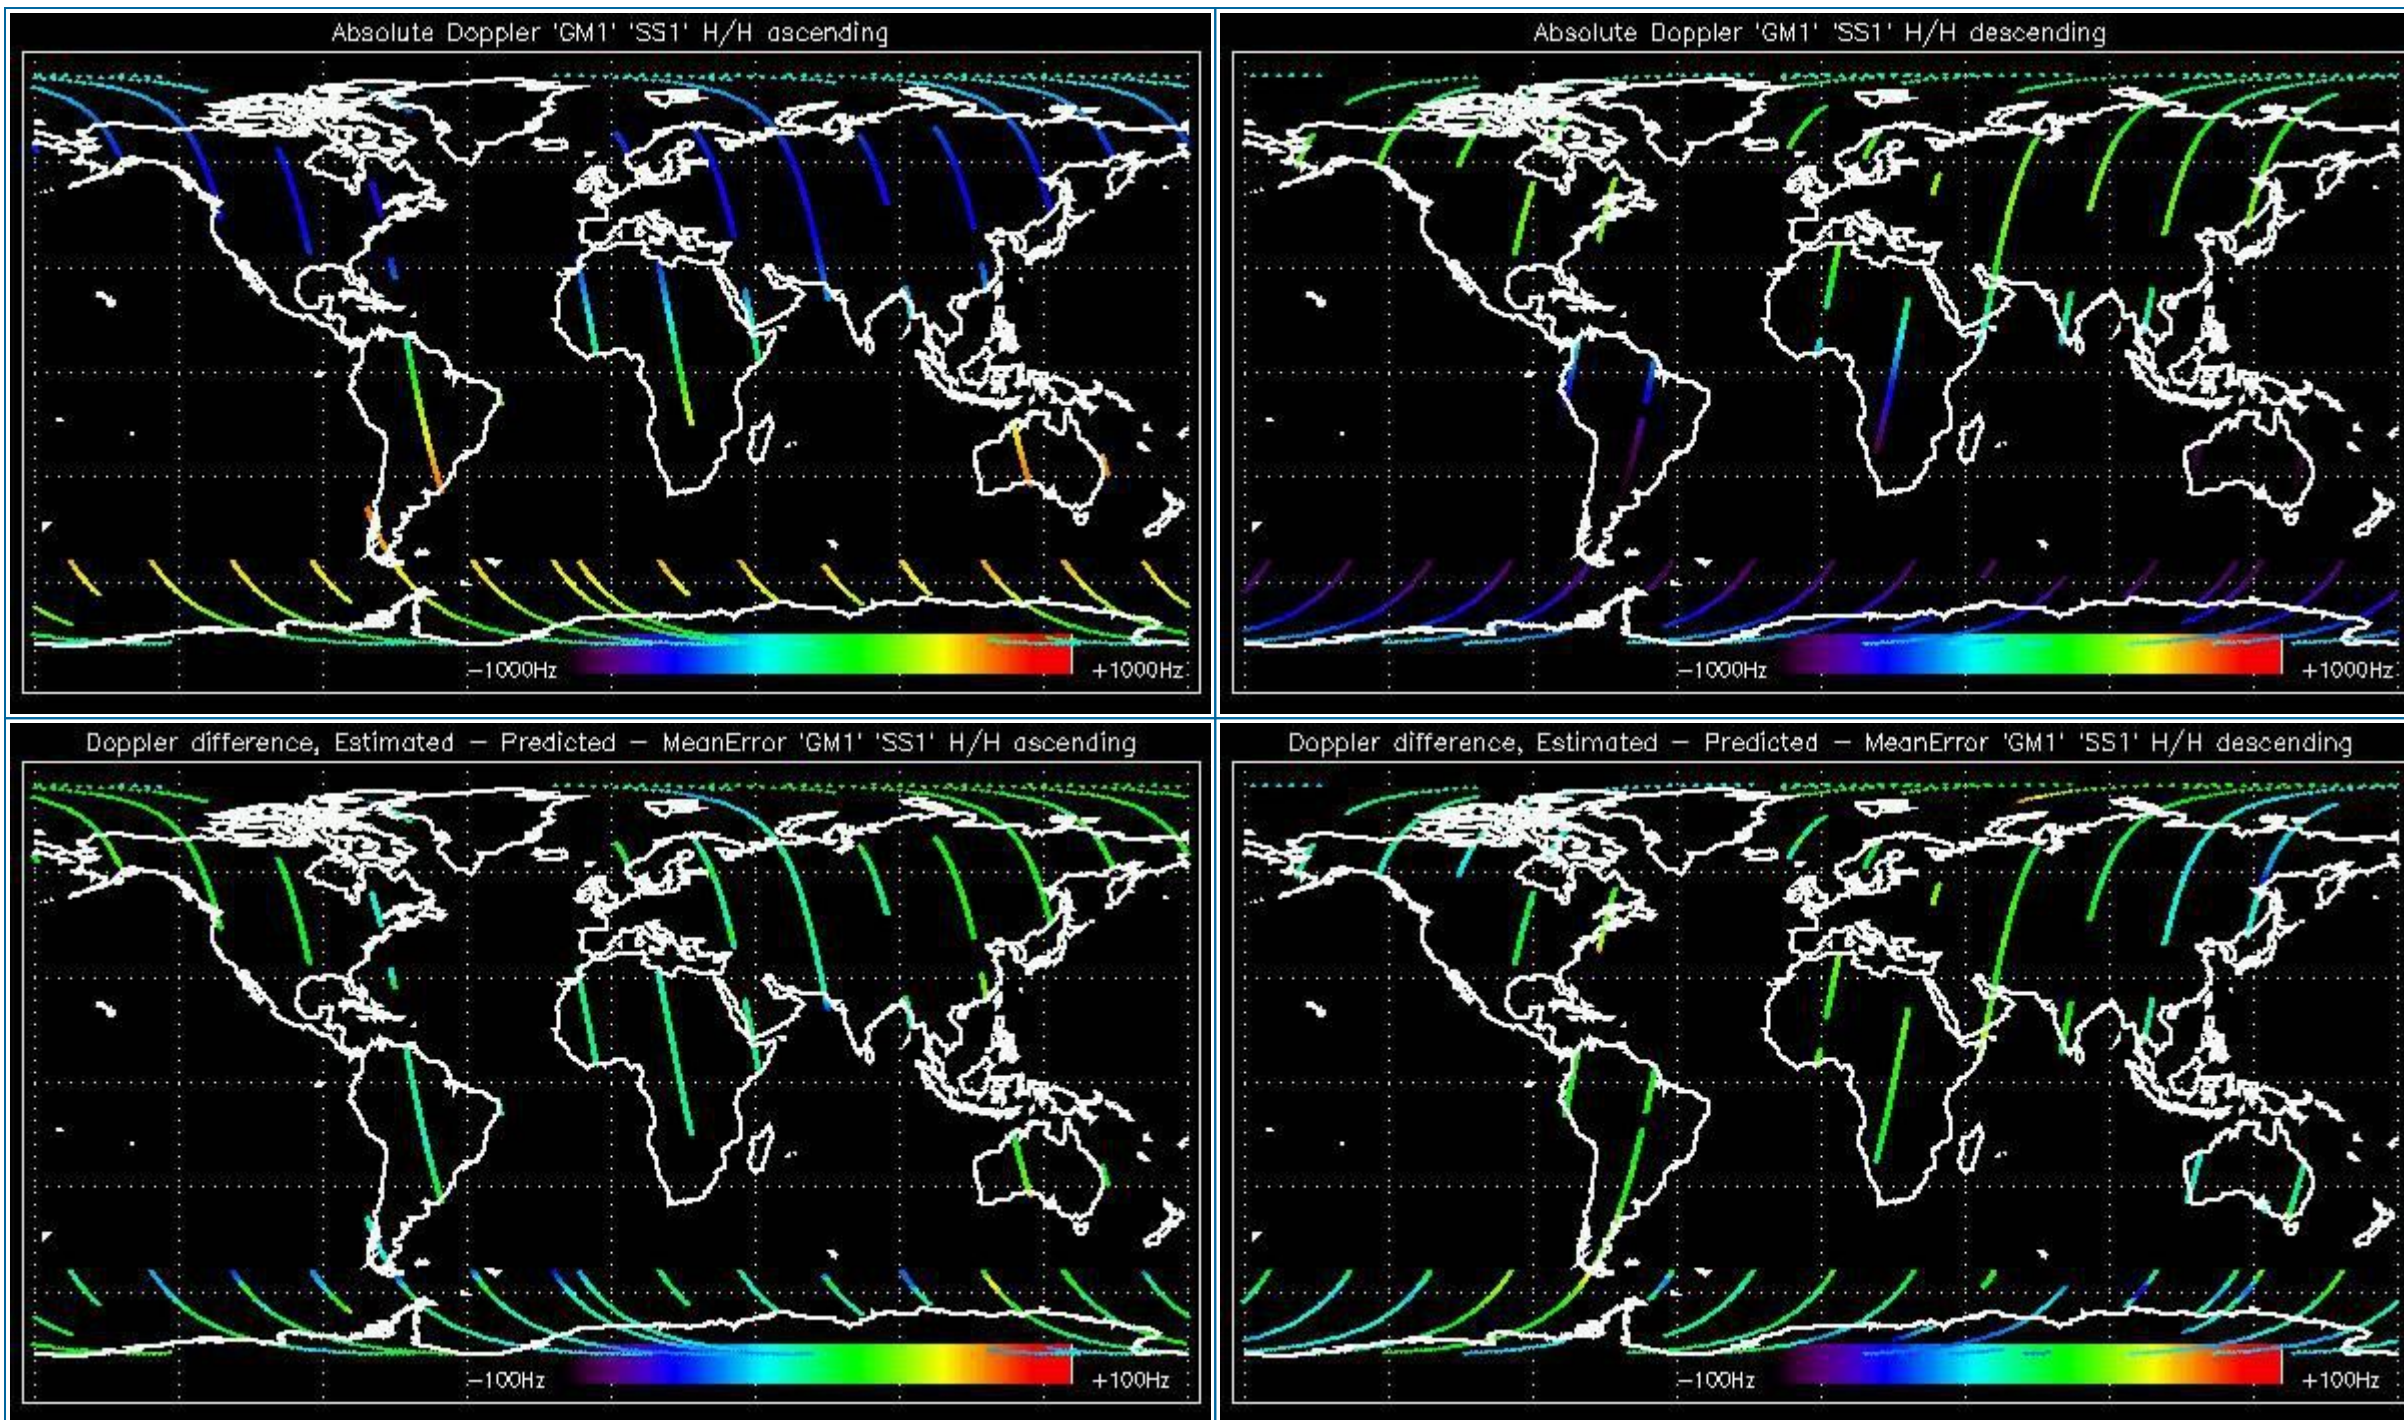 Absolute Doppler 'GM1' 'SS1' H/H ascending
−1000Hz
+1000Hz
Absolute Doppler 'GM1' 'SS1' H/H descending
−1000Hz
+1000Hz
Doppler difference, Estimated − Predicted − MeanError 'GM1' 'SS1' H/H ascending
−100Hz
+100Hz
Doppler difference, Estimated − Predicted − MeanError 'GM1' 'SS1' H/H descending
−100Hz
+100Hz